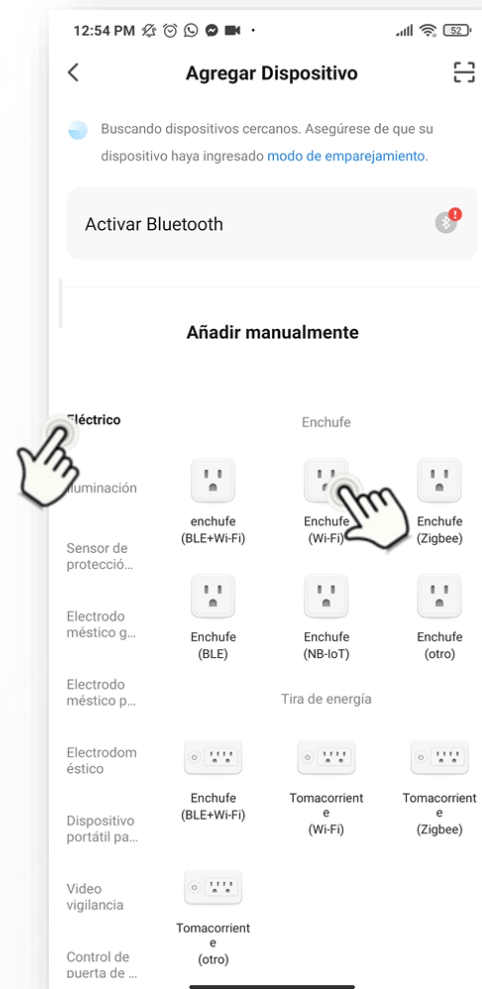 12:54 PM
52
Agregar Dispositivo
Buscando dispositivos cercanos. Asegúrese de que su
dispositivo haya ingresado modo de emparejamiento.
Activar Bluetooth
Añadir manualmente
Eléctrico
Enchufe
Iluminación
enchufe
(BLE+Wi-Fi)
Enchufe
(Wi-Fi)
Enchufe
(Zigbee)
Sensor de
protecció...
Electrodo
méstico g...
Enchufe
(BLE)
Enchufe
(NB-IoT)
Enchufe
(otro)
Electrodo
méstico p...
Tira de energía
Electrodom
éstico
Enchufe
(BLE+Wi-Fi)
Tomacorrient
e
(Wi-Fi)
Tomacorrient
e
(Zigbee)
Dispositivo
portátil pa...
Video
vigilancia
Tomacorrient
e
(otro)
Control de
puerta de ...